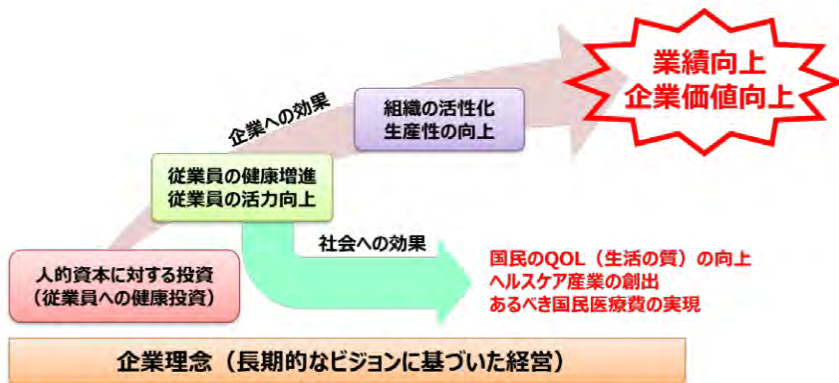 業績向上
企業価値向上
企業への効果
組織の活性化
生産性の向上
従業員の健康増進
従業員の活力向上
社会への効果
国民のQOL（生活の質）の向上
ヘルスケア産業の創出
あるべき国民医療費の実現
人的資本に対する投資
（従業員への健康投資）
企業理念（長期的なビジョンに基づいた経営）